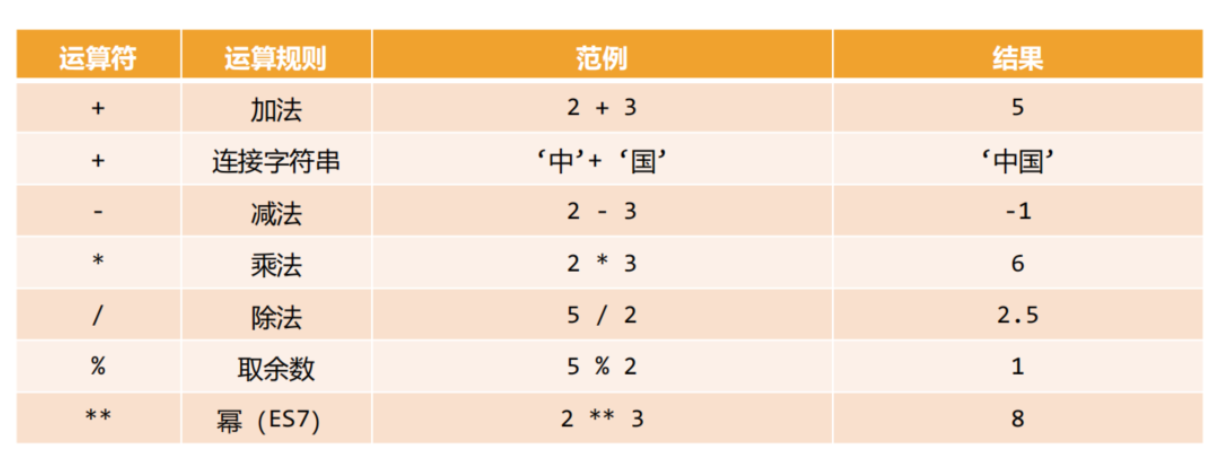 运算符 运算规则 范例 结果
+ 加法 2 + 3 5
+ 连接字符串 ‘中’+ ‘国’ ‘中国’
- 减法 2 - 3 -1
* 乘法 2 * 3 6
/ 除法 5 / 2 2.5
% 取余数 5 % 2 1
** 幂（ES7） 2 ** 3 8